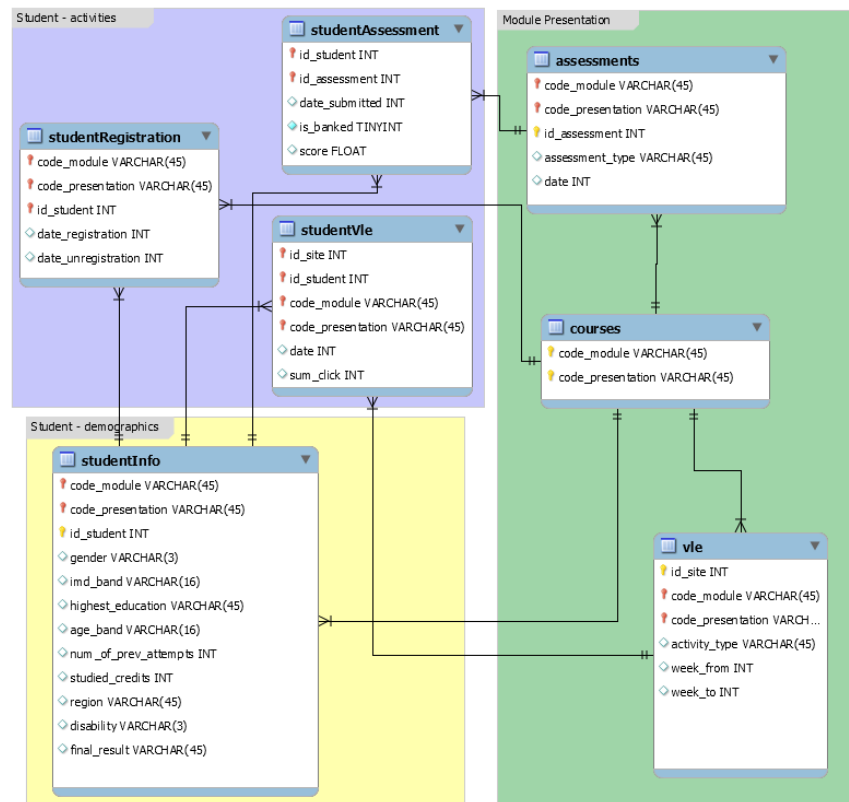 Student - activities
studentAssessment
id_student INT
id_assessment INT
date_submitted INT
is_banked TINYINT
score FLOAT
studentRegistration
code_module VARCHAR(45)
code_presentation VARCHAR(45)
id_student INT
date_registration INT
date_unregistration INT
studentVle
id_site INT
id_student INT
code_module VARCHAR(45)
code_presentation VARCHAR(45)
date INT
sum_click INT
Student - demographics
studentInfo
code_module VARCHAR(45)
code_presentation VARCHAR(45)
id_student INT
gender VARCHAR(3)
imd_band VARCHAR(16)
highest_education VARCHAR(45)
age_band VARCHAR(16)
num_of_prev_attempts INT
studied_credits INT
region VARCHAR(45)
disability VARCHAR(3)
final_result VARCHAR(45)
Module Presentation
assessments
code_module VARCHAR(45)
code_presentation VARCHAR(45)
id_assessment INT
assessment_type VARCHAR(45)
date INT
courses
code_module VARCHAR(45)
code_presentation VARCHAR(45)
vle
id_site INT
code_module VARCHAR(45)
code_presentation VARCH...
activity_type VARCHAR(45)
week_from INT
week_to INT